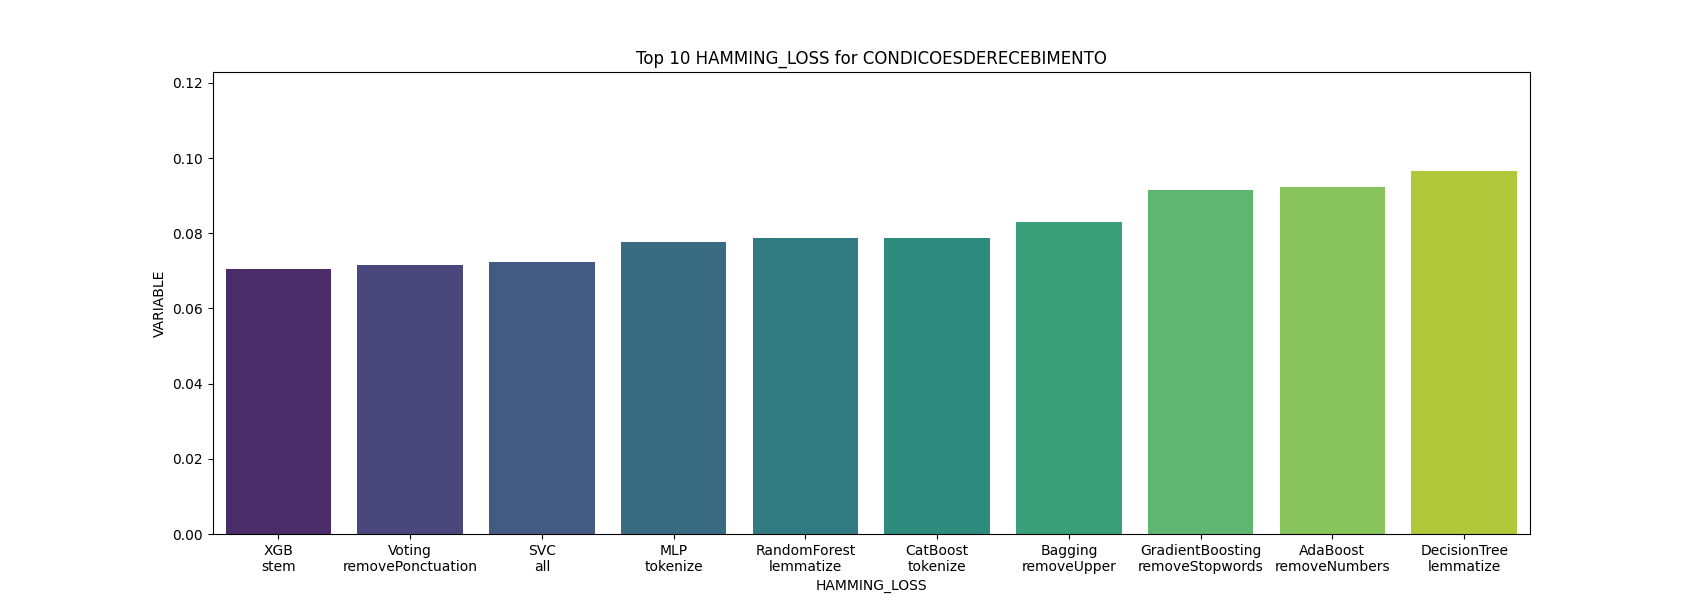 Top 10 HAMMING_LOSS for CONDICOESDERECEBIMENTO
VARIABLE
0.12
0.10
0.08
0.06
0.04
0.02
0.00
XGB
stem
Voting
removePonctuation
SVC
all
MLP
tokenize
RandomForest
lemmatize
CatBoost
tokenize
Bagging
removeUpper
GradientBoosting
removeStopwords
AdaBoost
removeNumbers
DecisionTree
lemmatize
HAMMING_LOSS